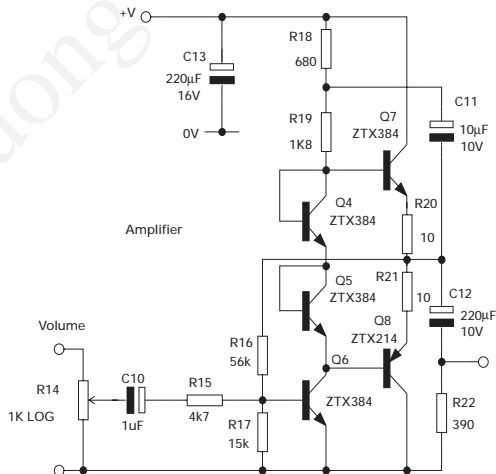 +V
R18
680
C13
220µF
16V
C11
10µF
10V
R19
1K8
Q7
ZTX384
0V
Q4
ZTX384
R20
10
Amplifier
Q5
ZTX384
R21
10
C12
220µF
10V
Q8
ZTX214
Volume
R16
56k
Q6
ZTX384
R14
1K LOG
C10
1uF
R15
4k7
R17
15k
R22
390